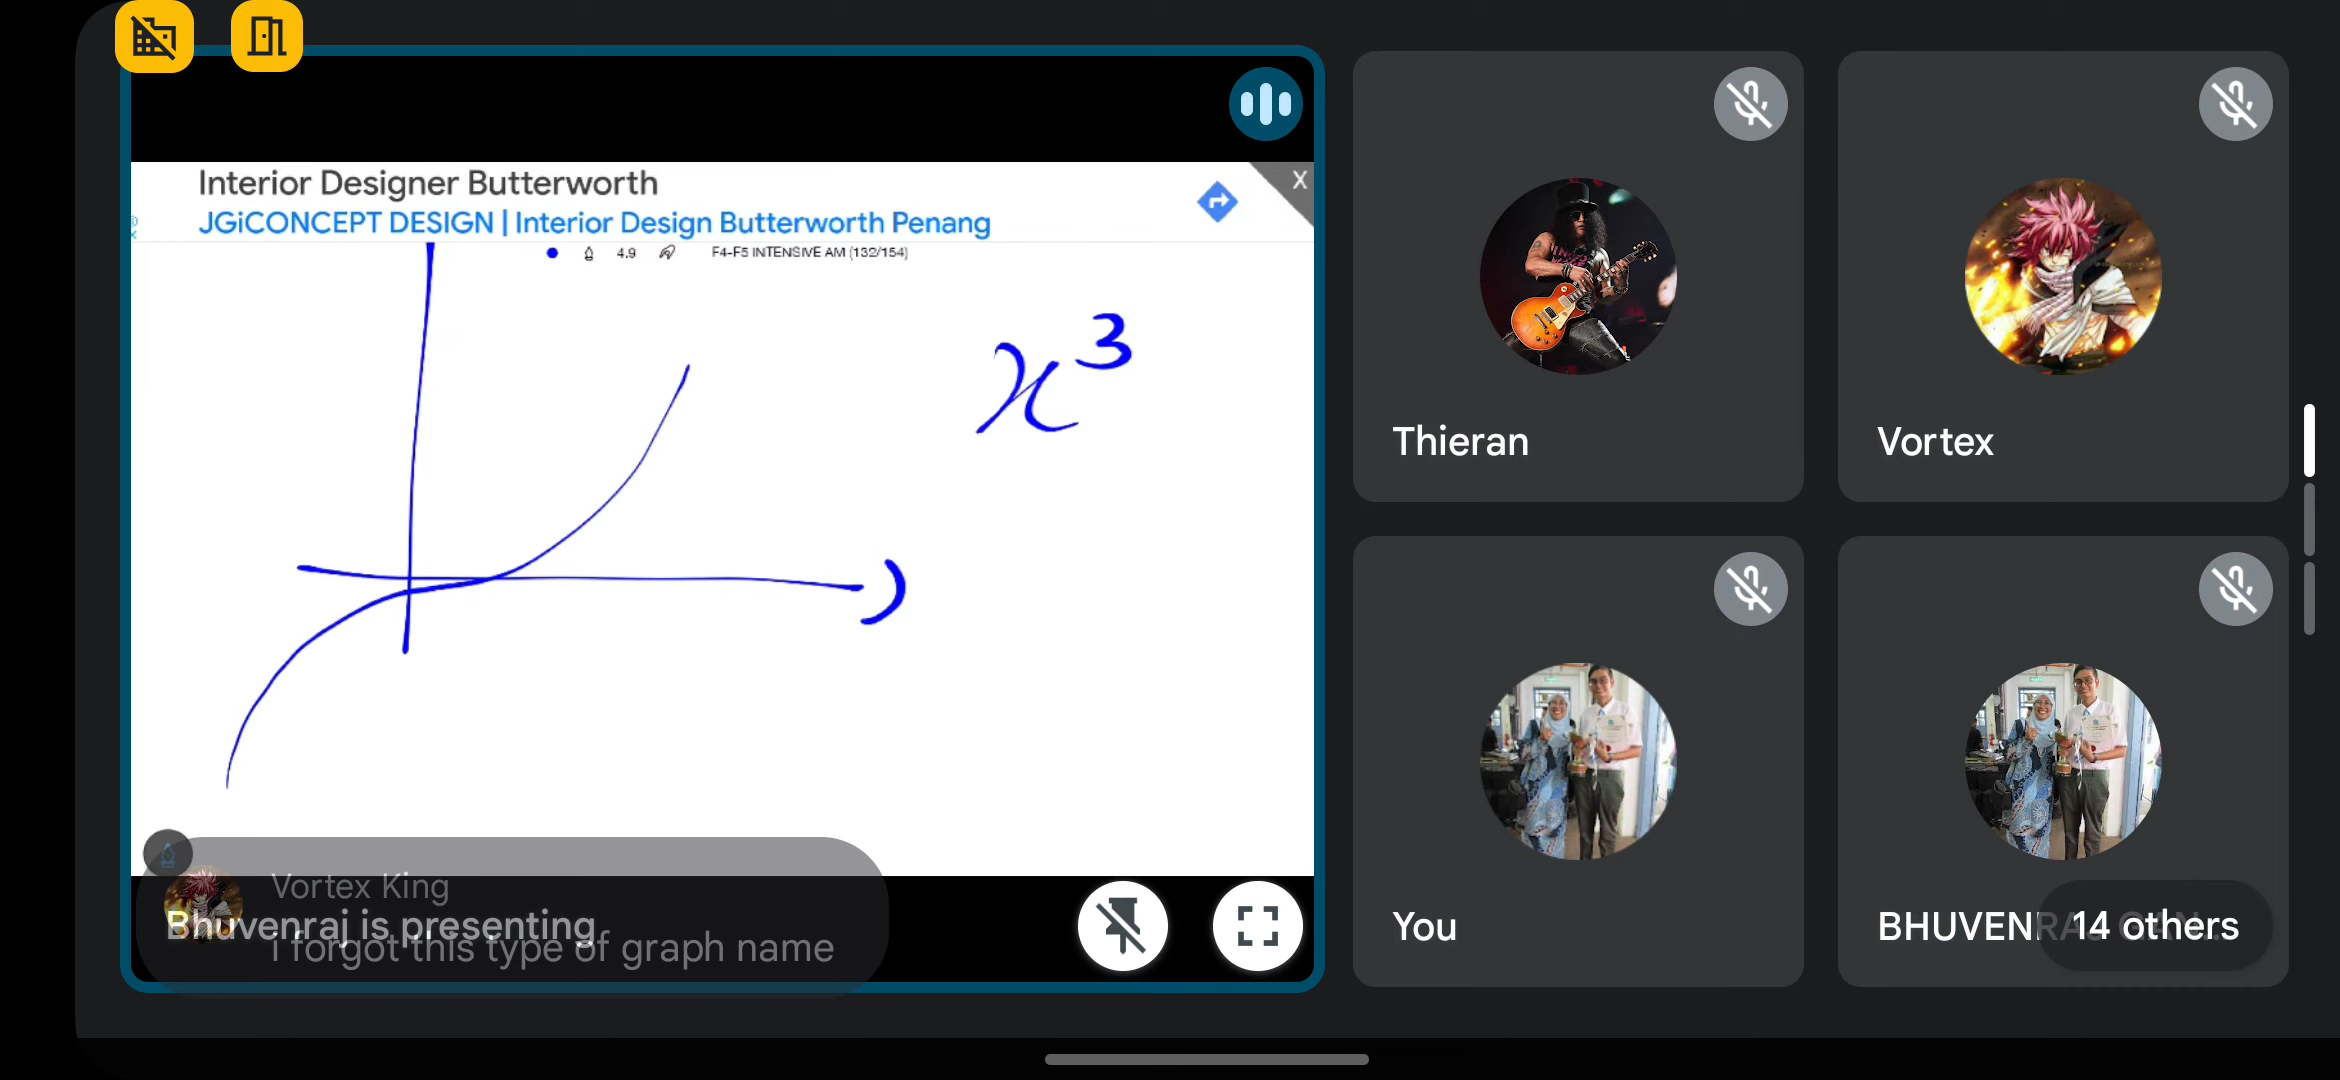 Interior Designer Butterworth
JGiCONCEPT DESIGN | Interior Design Butterworth Penang
X
4.9
F4-F5 INTENSIVE AM (132/154)
x³
Vortex King
Bhuvenraj is presenting
i forgot this type of graph name
Thieran
Vortex
You
BHUVENRAJ
14 others